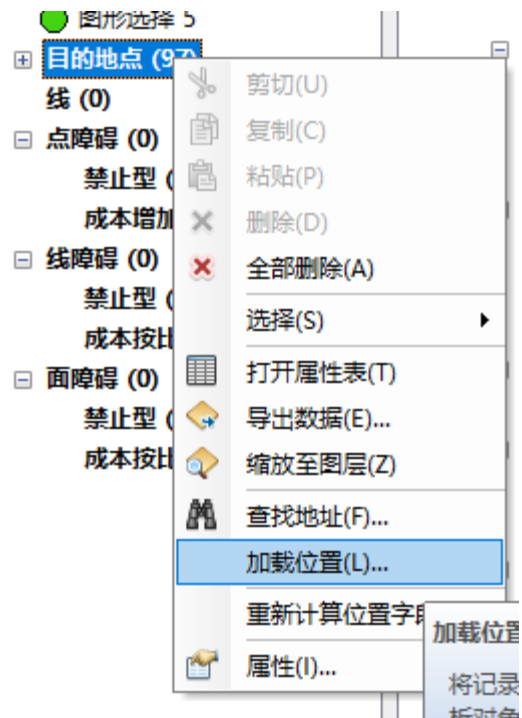 图形选择 5
目的地点 (97)
线 (0)
点障碍 (0)
禁止型 (
成本增加
线障碍 (0)
禁止型 (
成本按比
面障碍 (0)
禁止型 (
成本按比
剪切(U)
复制(C)
粘贴(P)
删除(D)
全部删除(A)
选择(S)
打开属性表(T)
导出数据(E)...
缩放至图层(Z)
查找地址(F)...
加载位置(L)...
重新计算位置字段
属性(I)...
加载位置
将记录
析对象